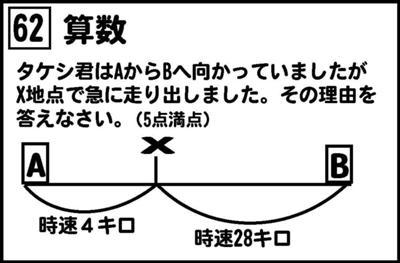 62 算数
タケシ君はAからBへ向かっていましたが
X地点で急に走り出しました。その理由を
答えなさい。(5点満点)
X
A B
時速4キロ 時速28キロ